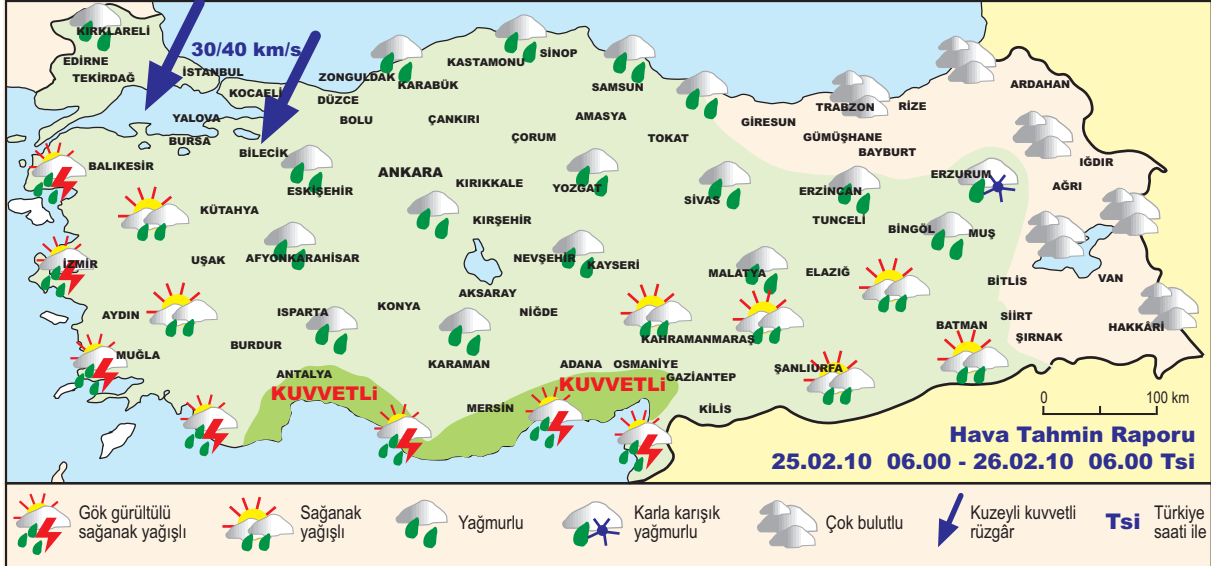 KIRKLARELİ
EDİRNE
TEKİRDAĞ
30/40 km/s
İSTANBUL
KOCAELİ
YALOVA
BURSA
BİLECİK
ZONGULDAK
KARABÜK
DÜZCE
BOLU
KASTAMONU
SİNOP
ÇANKIRI
SAMSUN
AMASYA
ÇORUM
TOKAT
GİRESUN
TRABZON
RİZE
GÜMÜŞHANE
BAYBURT
ARDAHAN
IĞDIR
AĞRI
BALIKESİR
ESKİŞEHİR
ANKARA
KIRIKKALE
YOZGAT
SİVAS
ERZİNCAN
ERZURUM
TUNCELİ
BİNGÖL
MUŞ
KÜTAHYA
KIRŞEHİR
UŞAK
AFYONKARAHİSAR
NEVŞEHİR
KAYSERİ
MALATYA
ELAZIĞ
BİTLİS
VAN
İZMİR
AYDIN
ISPARTA
KONYA
AKSARAY
NİĞDE
KAHRAMANMARAŞ
BATMAN
SİİRT
ŞIRNAK
HAKKÂRİ
MUĞLA
BURDUR
ANTALYA
KUVVETLi
KARAMAN
MERSİN
ADANA
OSMANİYE
KUVVETLi
GAZİANTEP
KİLİS
ŞANLIURFA
0 100 km
Hava Tahmin Raporu
25.02.10 06.00 - 26.02.10 06.00 Tsi
Gök gürültülü
sağanak yağışlı
Sağanak
yağışlı
Yağmurlu
Karla karışık
yağmurlu
Çok bulutlu
Kuzeyli kuvvetli
rüzgâr
Tsi
Türkiye
saati ile